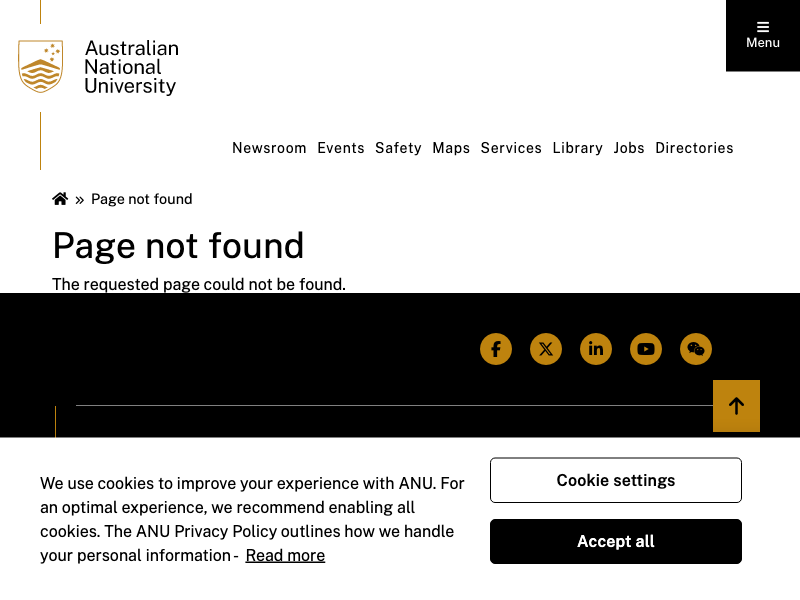 Australian
National
University
Menu
Newsroom Events Safety Maps Services Library Jobs Directories
» Page not found
Page not found
The requested page could not be found.
We use cookies to improve your experience with ANU. For
an optimal experience, we recommend enabling all
cookies. The ANU Privacy Policy outlines how we handle
your personal information - Read more
Cookie settings
Accept all